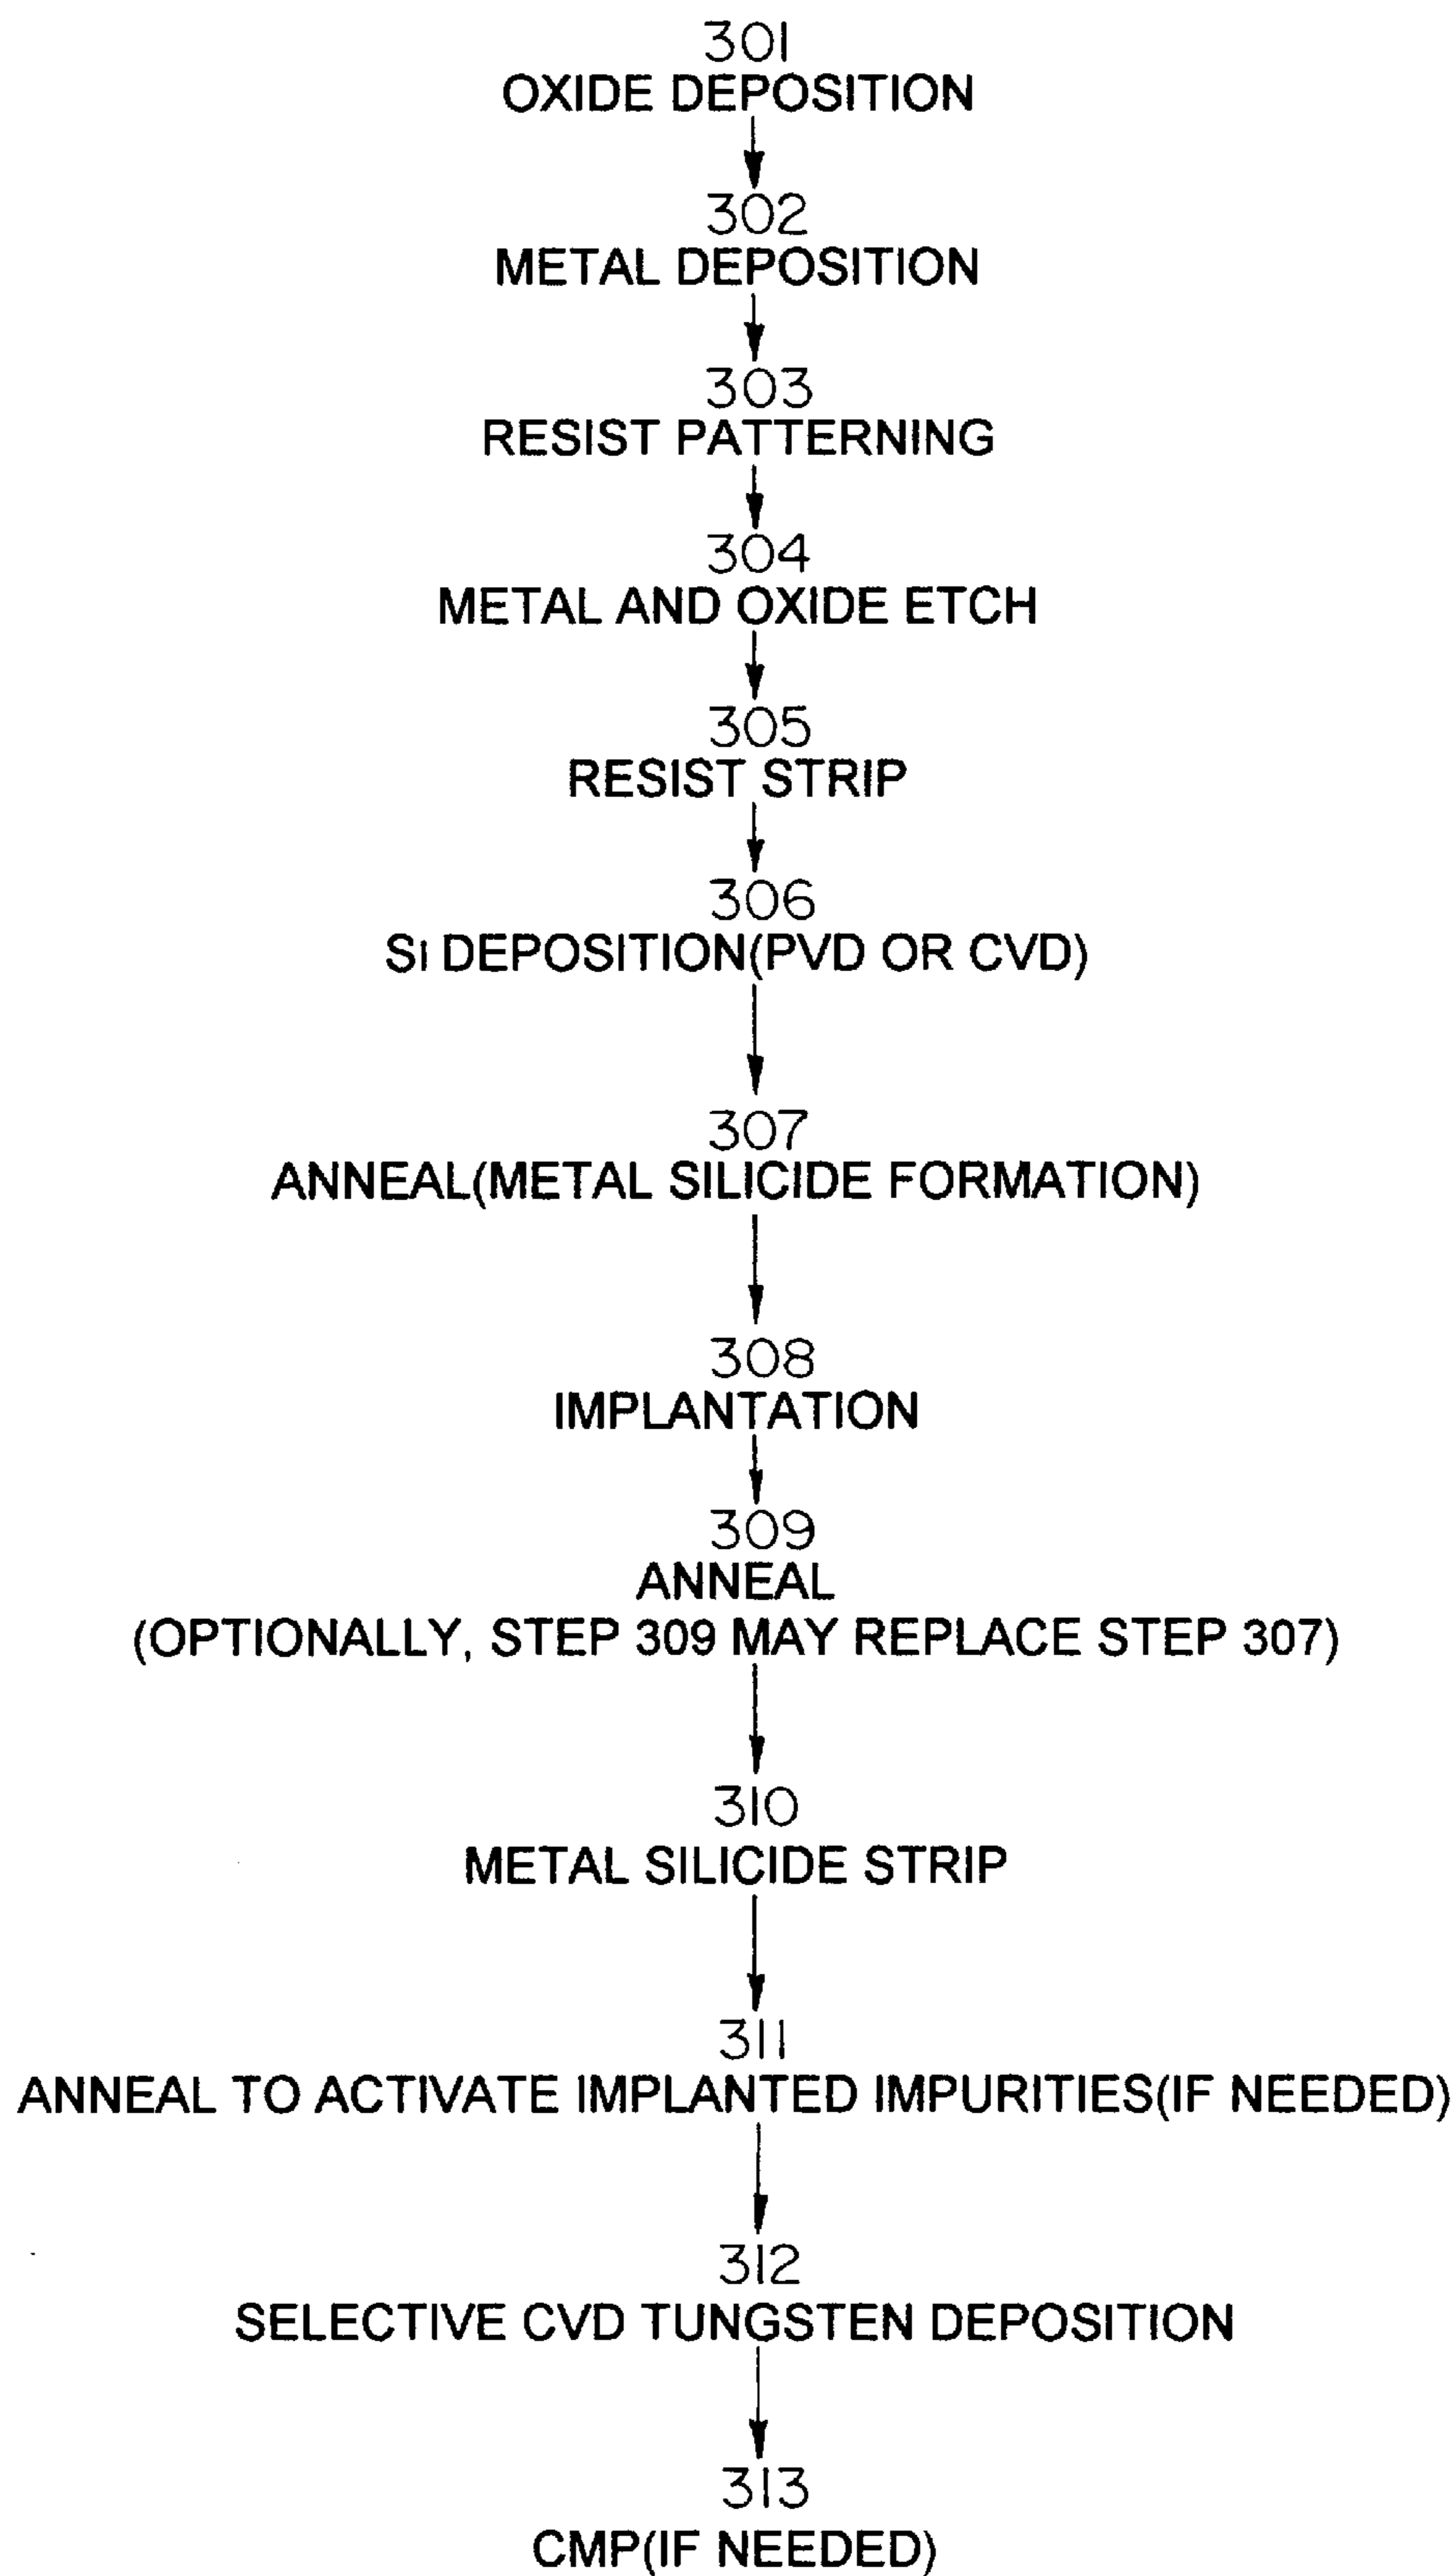 301
OXIDE DEPOSITION
302
METAL DEPOSITION
303
RESIST PATTERNING
304
METAL AND OXIDE ETCH
305
RESIST STRIP
306
Si DEPOSITION(PVD OR CVD)
307
ANNEAL(METAL SILICIDE FORMATION)
308
IMPLANTATION
309
ANNEAL
(OPTIONALLY, STEP 309 MAY REPLACE STEP 307)
310
METAL SILICIDE STRIP
311
ANNEAL TO ACTIVATE IMPLANTED IMPURITIES(IF NEEDED)
312
SELECTIVE CVD TUNGSTEN DEPOSITION
313
CMP(IF NEEDED)